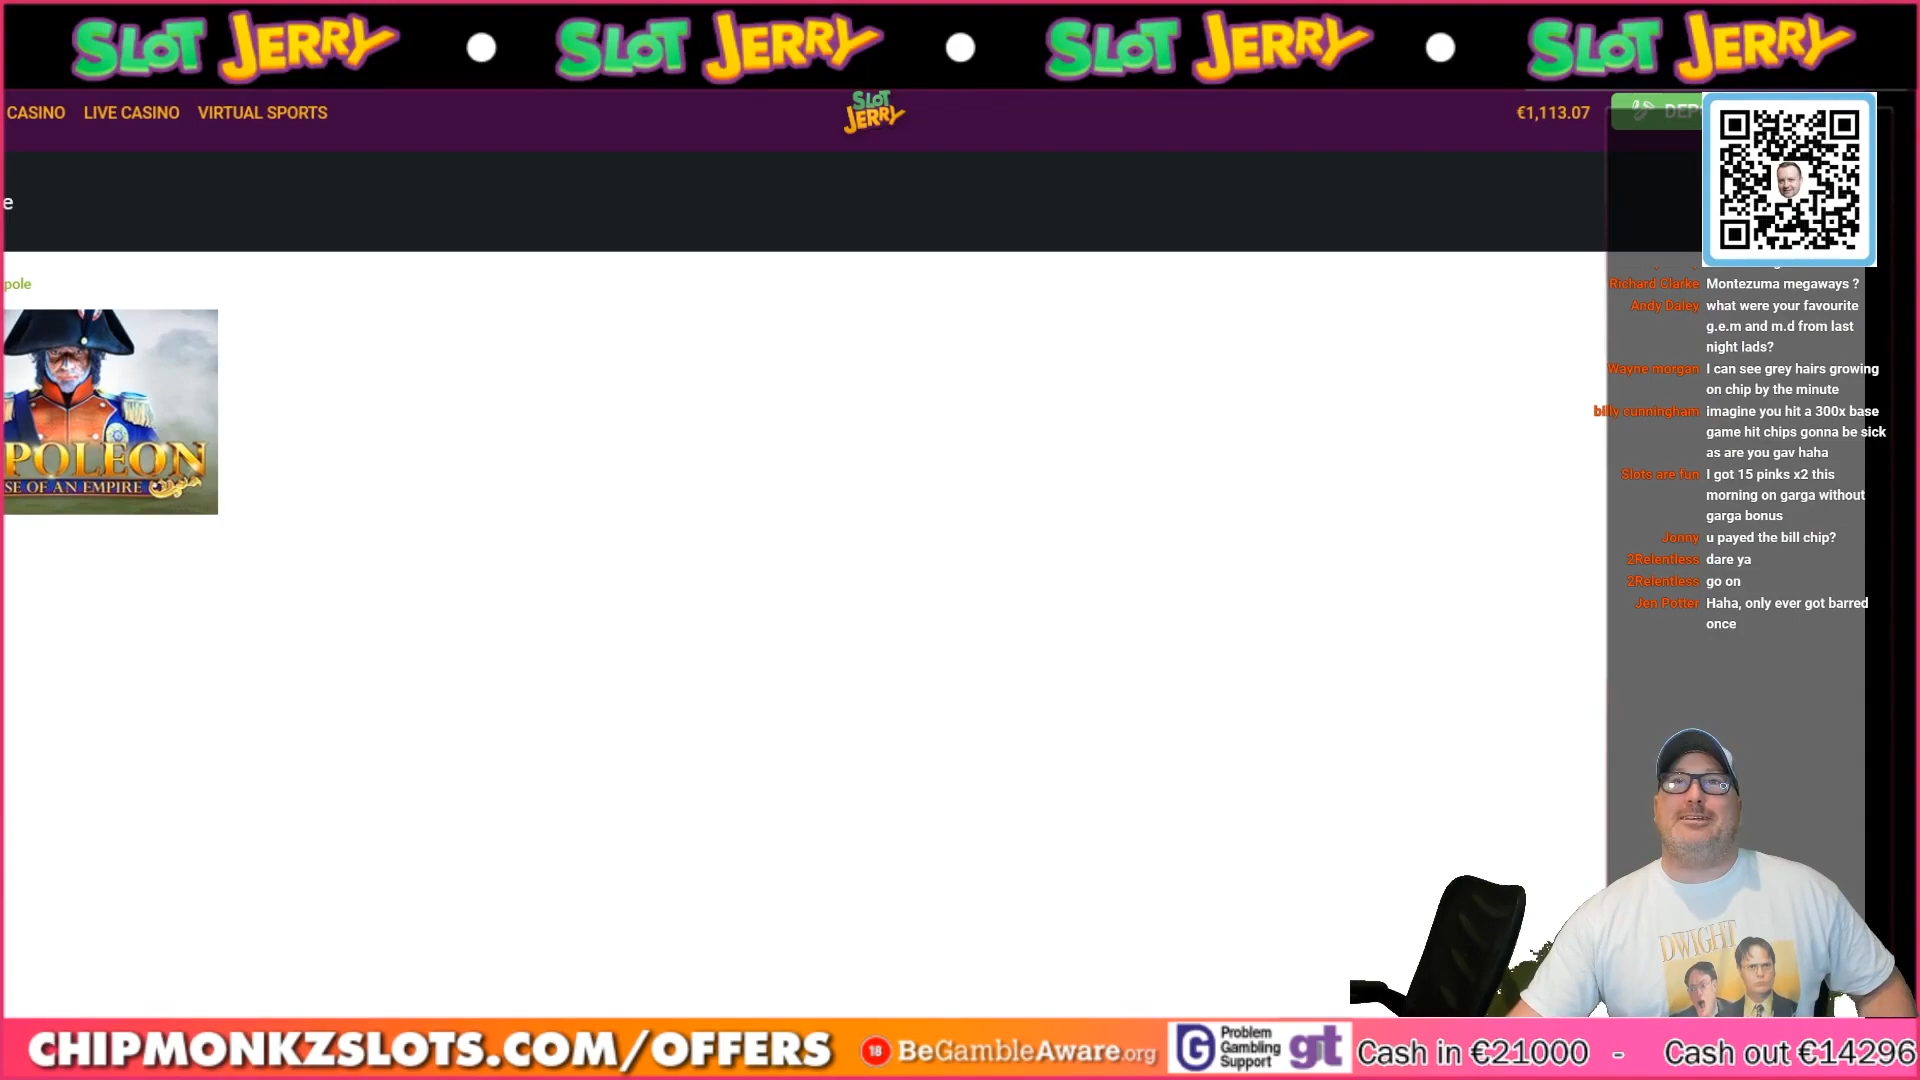 SLOT JERRY SLOT JERRY SLOT JERRY SLOT JERRY
CASINO LIVE CASINO VIRTUAL SPORTS
SLOT
JERRY
€1,113.07
DEP
e
pole
POLEON
SE OF AN EMPIRE
Richard Clarke Montezuma megaways ?
Andy Daley what were your favourite
g.e.m and m.d from last
night lads?
Wayne morgan I can see grey hairs growing
on chip by the minute
billy cunningham imagine you hit a 300x base
game hit chips gonna be sick
as are you gav haha
Slots are fun I got 15 pinks x2 this
morning on garga without
garga bonus
Jonny u payed the bill chip?
2Relentless dare ya
2Relentless go on
Jen Potter Haha, only ever got barred
once
DWIGHT
CHIPMONKZSLOTS.COM/OFFERS
18 BeGambleAware.org
G Problem
Gambling
Support
gt
Cash in €21000 - Cash out €14296